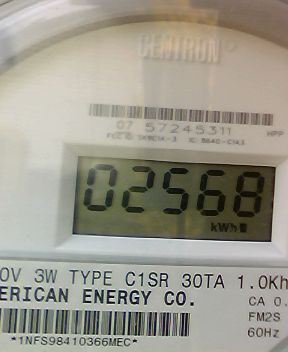 CENTRON®
07 57245311
HPP
02568
kWh
0V 3W TYPE C1SR 30TA 1.0Kh
ERICAN ENERGY CO.
CA 0.
FM2S
60Hz
*1NFS98410366MEC*